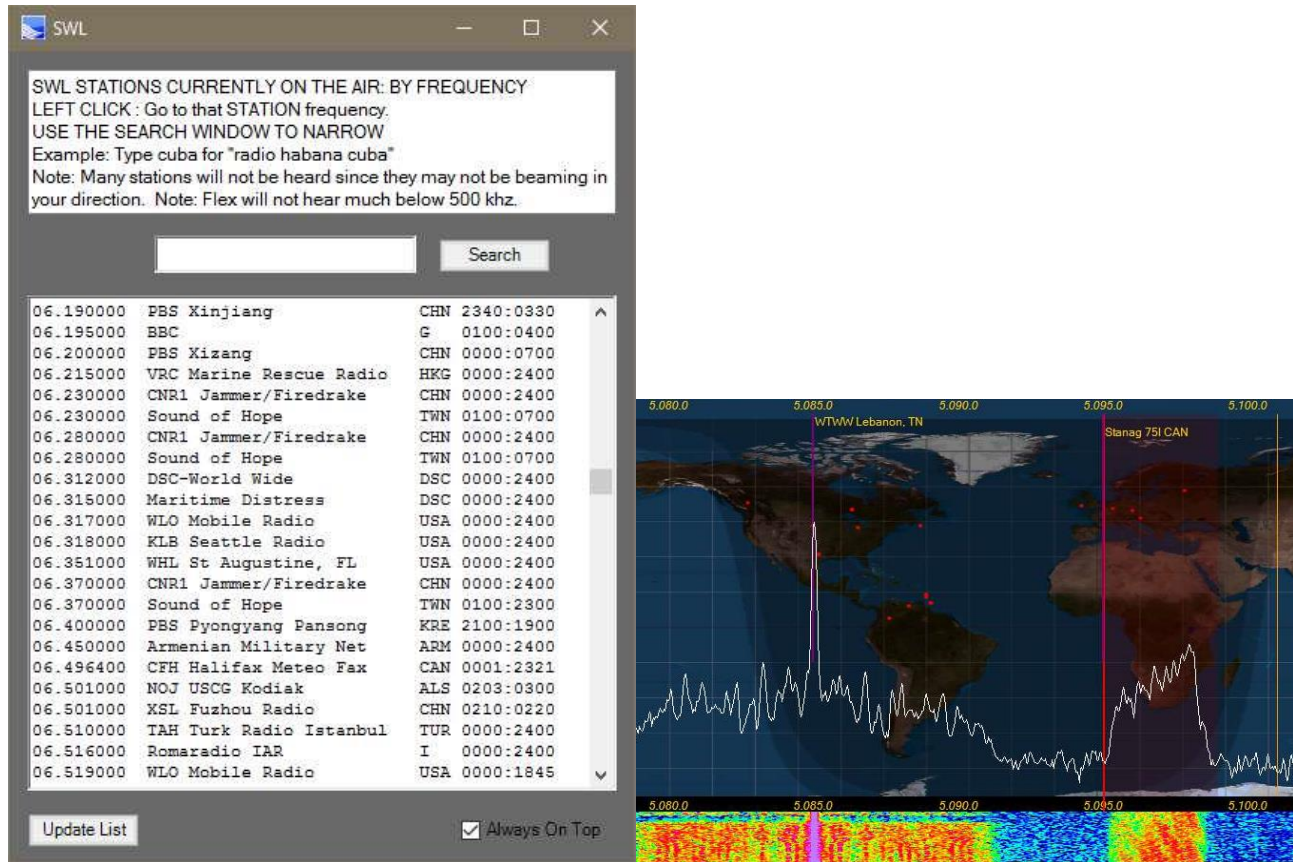 SWL
SWL STATIONS CURRENTLY ON THE AIR: BY FREQUENCY
LEFT CLICK : Go to that STATION frequency.
USE THE SEARCH WINDOW TO NARROW
Example: Type cuba for "radio habana cuba"
Note: Many stations will not be heard since they may not be beaming in
your direction. Note: Flex will not hear much below 500 khz.
Search
06.190000 PBS Xinjiang CHN 2340:0330
06.195000 BBC G 0100:0400
06.200000 PBS Xizang CHN 0000:0700
06.215000 VRC Marine Rescue Radio HKG 0000:2400
06.230000 CNR1 Jammer/Firedrake CHN 0000:2400
06.230000 Sound of Hope TWN 0100:0700
06.280000 CNR1 Jammer/Firedrake CHN 0000:2400
06.280000 Sound of Hope TWN 0100:0700
06.312000 DSC-World Wide DSC 0000:2400
06.315000 Maritime Distress DSC 0000:2400
06.317000 WLO Mobile Radio USA 0000:2400
06.318000 KLB Seattle Radio USA 0000:2400
06.351000 WHL St Augustine, FL USA 0000:2400
06.370000 CNR1 Jammer/Firedrake CHN 0000:2400
06.370000 Sound of Hope TWN 0100:2300
06.400000 PBS Pyongyang Pansong KRE 2100:1900
06.450000 Armenian Military Net ARM 0000:2400
06.496400 CFH Halifax Meteo Fax CAN 0001:2321
06.501000 NOJ USCG Kodiak ALS 0203:0300
06.501000 XSL Fuzhou Radio CHN 0210:0220
06.510000 TAH Turk Radio Istanbul TUR 0000:2400
06.516000 Romaradio IAR I 0000:2400
06.519000 WLO Mobile Radio USA 0000:1845
Update List
Always On Top
5.080.0 5.085.0 5.090.0 5.095.0 5.100.0
WTWW Lebanon, TN
Stanag 75I CAN
5.080.0 5.085.0 5.090.0 5.095.0 5.100.0